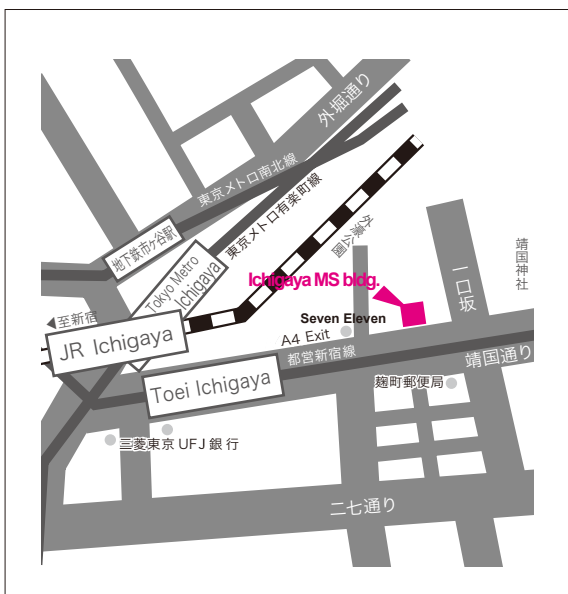 外堀通り
東京メトロ南北線
地下鉄市ヶ谷駅
東京メトロ有楽町線
外濠公園
Tokyo Metro
Ichigaya
一口坂
靖国神社
Ichigaya MS bldg.
◀至新宿
JR Ichigaya
Seven Eleven
A4 Exit
都営新宿線
靖国通り
Toei Ichigaya
麹町郵便局
三菱東京UFJ銀行
二七通り